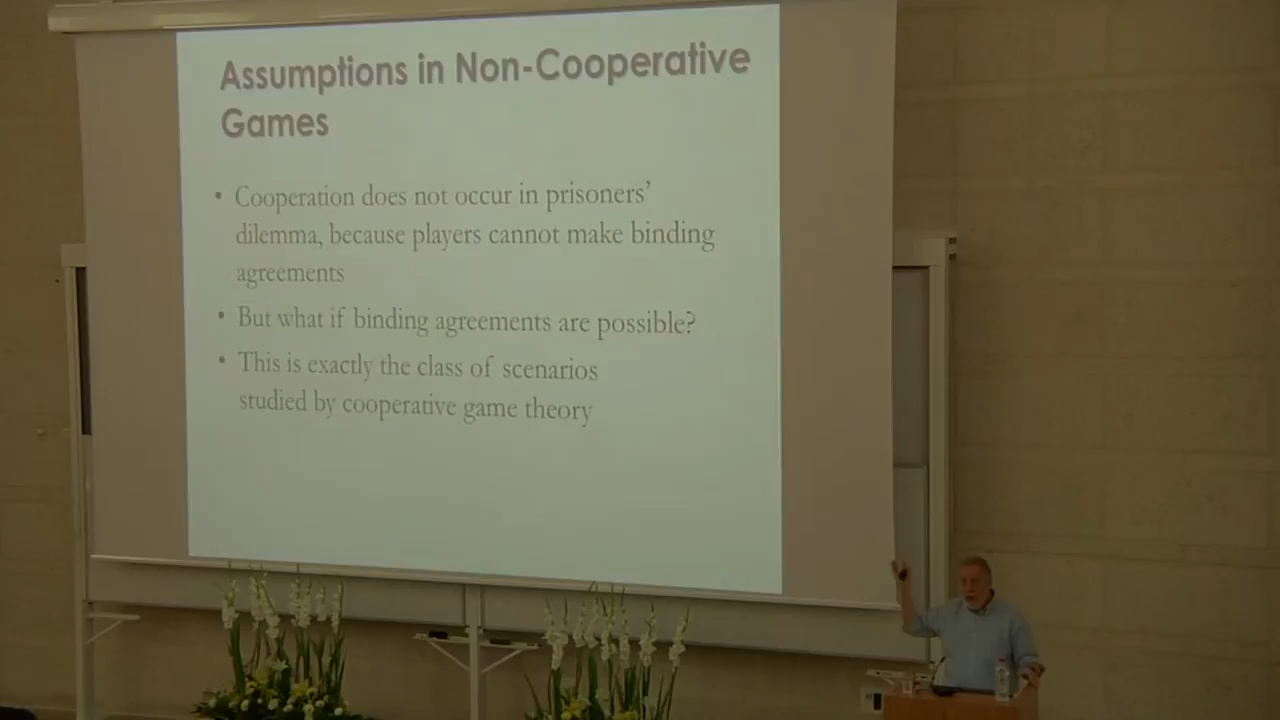 Assumptions in Non-Cooperative
Games
• Cooperation does not occur in prisoners’
dilemma, because players cannot make binding
agreements
• But what if binding agreements are possible?
• This is exactly the class of scenarios
studied by cooperative game theory